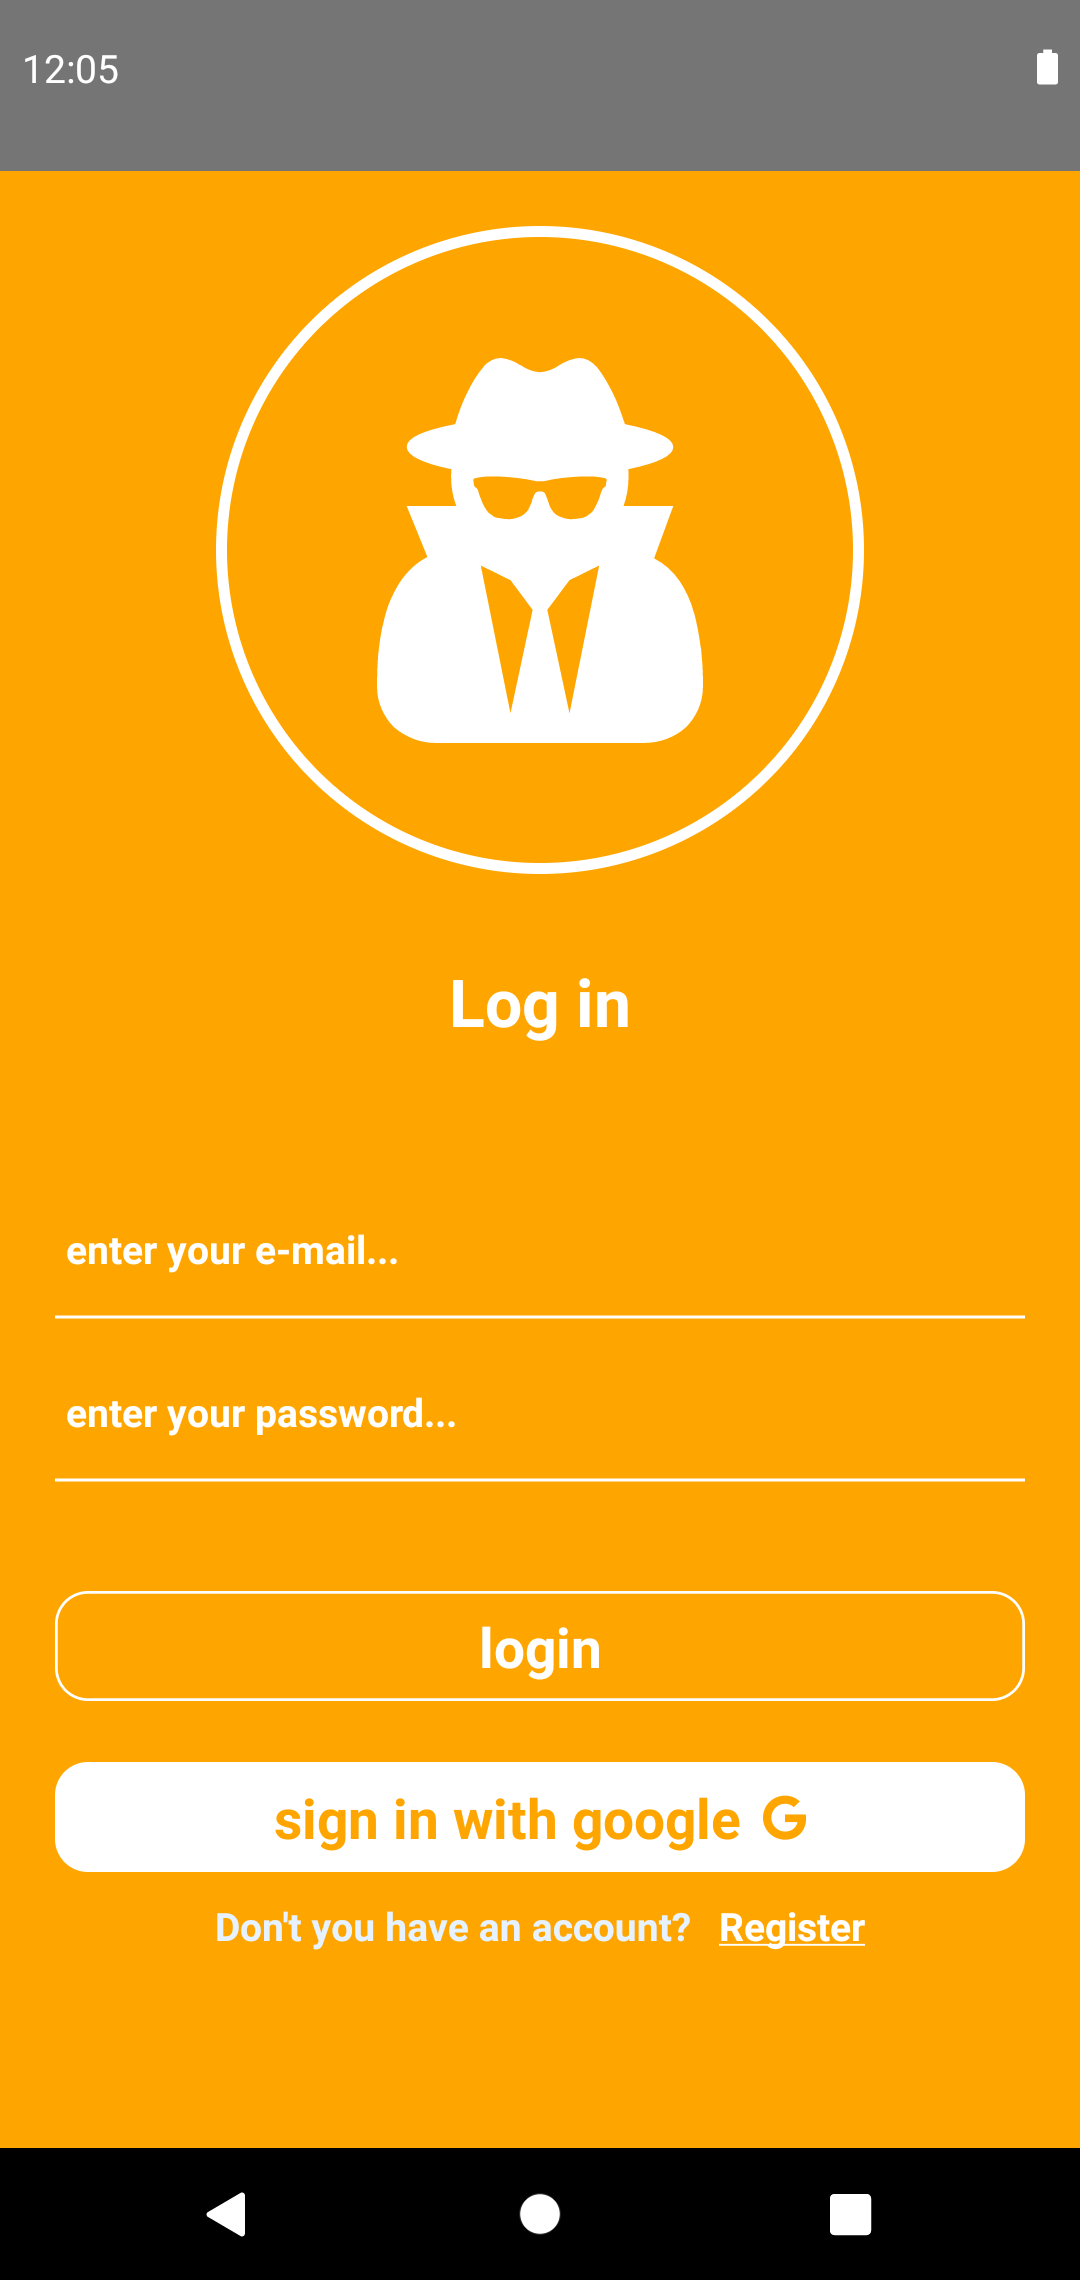 12:05
Log in
enter your e-mail...
enter your password...
login
sign in with google G
Don't you have an account? Register